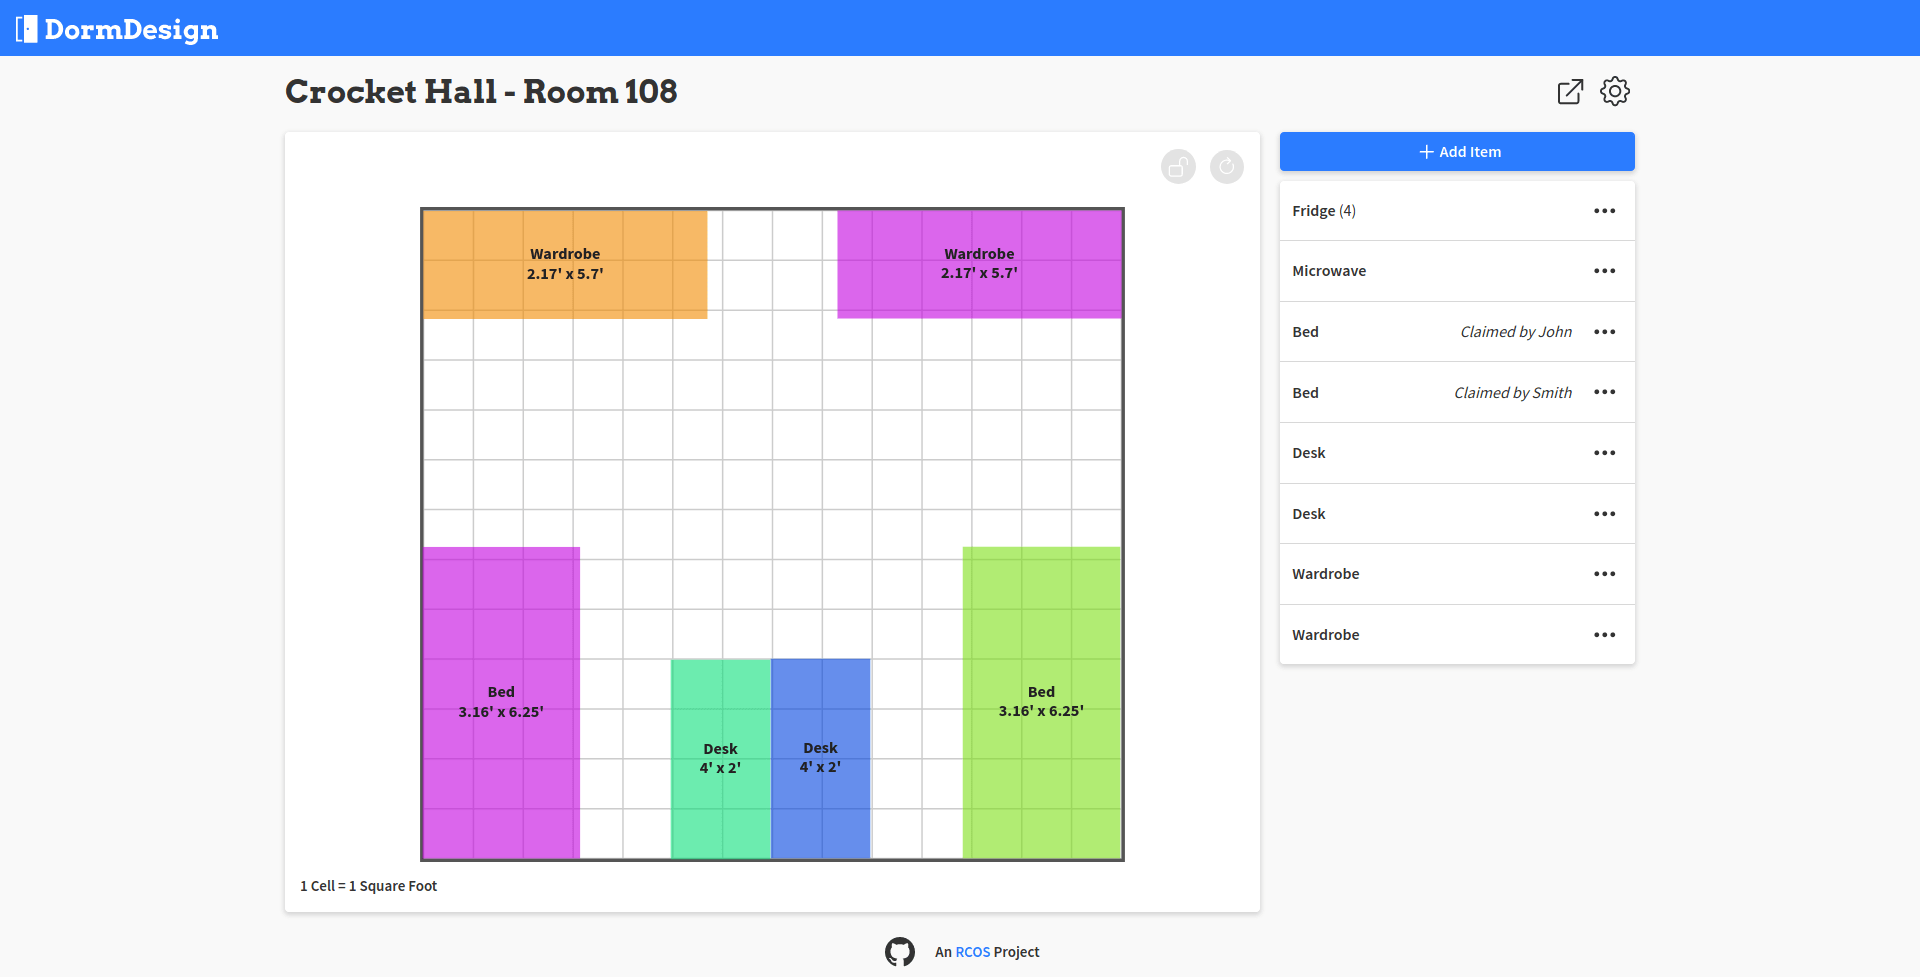 DormDesign
Crocket Hall - Room 108
Add Item
Wardrobe
2.17' x 5.7'
Wardrobe
2.17' x 5.7'
Bed
3.16' x 6.25'
Desk
4' x 2'
Desk
4' x 2'
Bed
3.16' x 6.25'
1 Cell = 1 Square Foot
Fridge (4)
Microwave
Bed Claimed by John
Bed Claimed by Smith
Desk
Desk
Wardrobe
Wardrobe
An RCOS Project